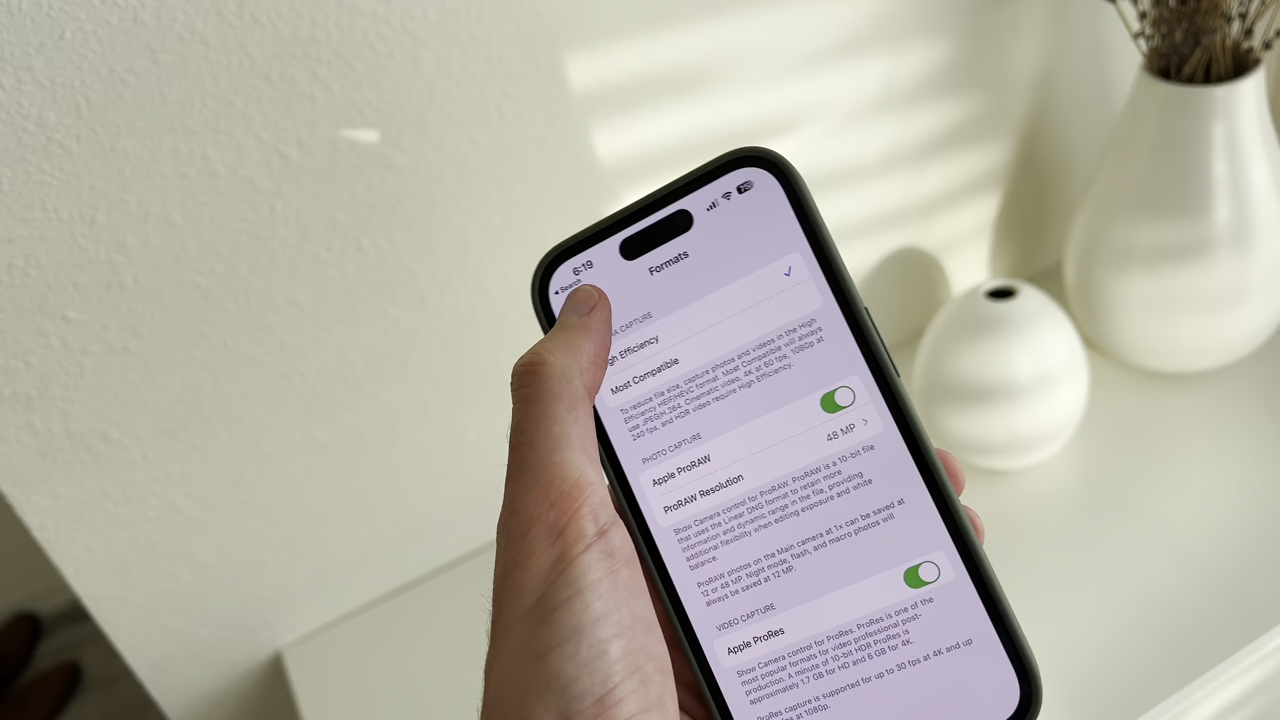 6:19
75
Search
Formats
CAPTURE
Efficiency
Most Compatible
To reduce file size, capture photos and videos in the High
Efficiency HEIF/HEVC format. Most Compatible will always
use JPEG/H.264. Cinematic video, 4K at 60 fps, 1080p at
240 fps, and HDR video require High Efficiency.
PHOTO CAPTURE
Apple ProRAW
ProRAW Resolution
48 MP
Show Camera control for ProRAW. ProRAW is a 10-bit file
that uses the Linear DNG format to retain more
information and dynamic range in the file, providing
additional flexibility when editing exposure and white
balance.
ProRAW photos on the Main camera at 1x can be saved at
12 or 48 MP. Night mode, flash, and macro photos will
always be saved at 12 MP.
VIDEO CAPTURE
Apple ProRes
Show Camera control for ProRes. ProRes is one of the
most popular formats for video professional post-
production. A minute of 10-bit HDR ProRes is
approximately 1.7 GB for HD and 6 GB for 4K.
ProRes capture is supported for up to 30 fps at 4K and up
at 1080p.